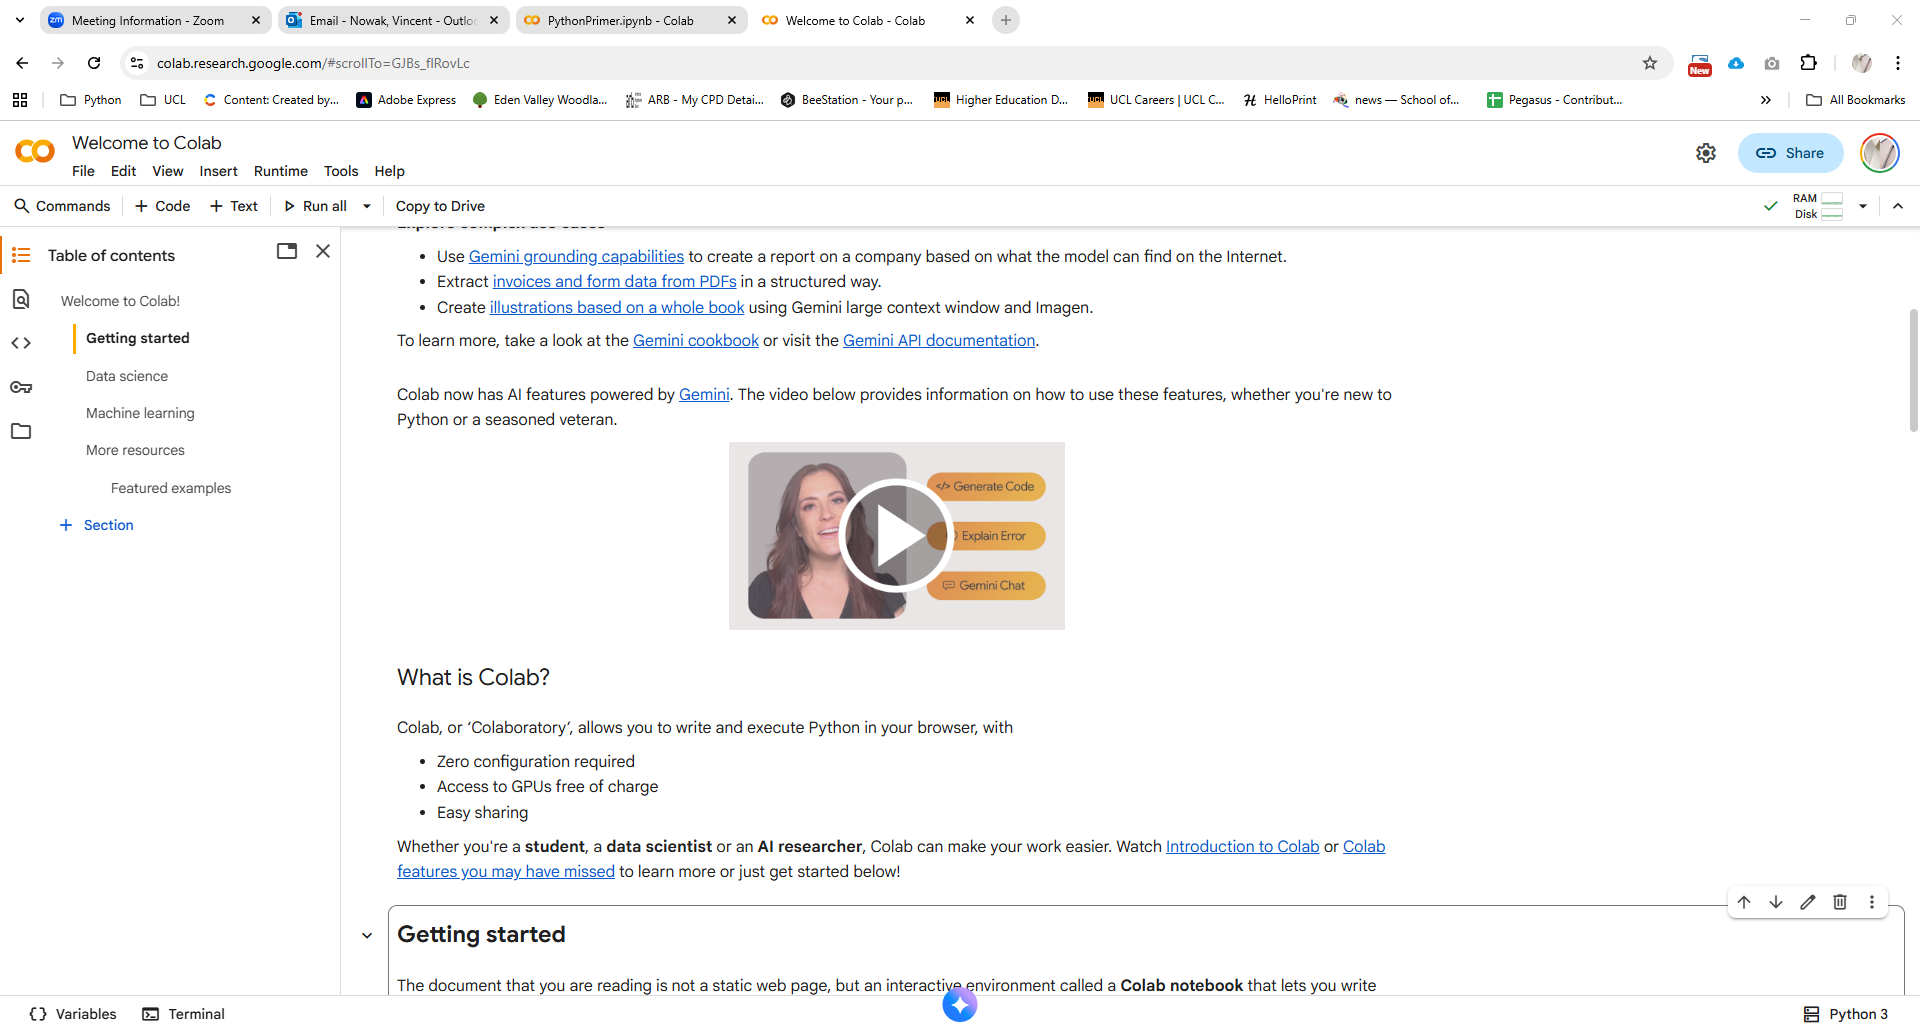 Meeting Information - Zoom
Email - Nowak, Vincent - Outlo
PythonPrimer.ipynb - Colab
Welcome to Colab - Colab
colab.research.google.com/#scrollTo=GJBs_flRovLc
New
Python
UCL
Content: Created by...
Adobe Express
Eden Valley Woodla...
ARB - My CPD Detai...
BeeStation - Your p...
Higher Education D...
UCL Careers | UCL C...
HelloPrint
news — School of...
Pegasus - Contribut...
All Bookmarks
Welcome to Colab
File Edit View Insert Runtime Tools Help
Share
Commands
+ Code
+ Text
Run all
Copy to Drive
RAM
Disk
Table of contents
Welcome to Colab!
Getting started
Data science
Machine learning
More resources
Featured examples
+ Section
Explore complex use cases
• Use Gemini grounding capabilities to create a report on a company based on what the model can find on the Internet.
• Extract invoices and form data from PDFs in a structured way.
• Create illustrations based on a whole book using Gemini large context window and Imagen.
To learn more, take a look at the Gemini cookbook or visit the Gemini API documentation.
Colab now has AI features powered by Gemini. The video below provides information on how to use these features, whether you're new to
Python or a seasoned veteran.
</> Generate Code
Explain Error
Gemini Chat
What is Colab?
Colab, or ‘Colaboratory’, allows you to write and execute Python in your browser, with
• Zero configuration required
• Access to GPUs free of charge
• Easy sharing
Whether you're a student, a data scientist or an AI researcher, Colab can make your work easier. Watch Introduction to Colab or Colab
features you may have missed to learn more or just get started below!
Getting started
The document that you are reading is not a static web page, but an interactive environment called a Colab notebook that lets you write
Variables
Terminal
Python 3